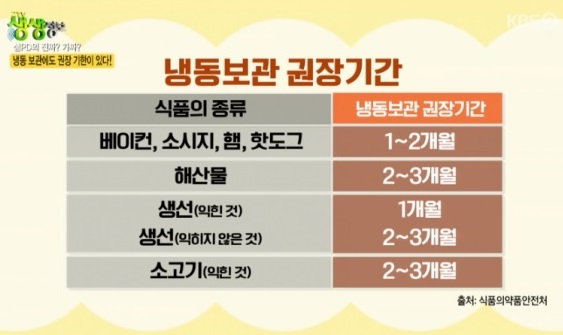 생생정보
생PD의 진짜? 가짜?
냉동 보관에도 권장 기한이 있다!
KBS 2
냉동보관 권장기간
식품의 종류 냉동보관 권장기간
베이컨, 소시지, 햄, 핫도그 1~2개월
해산물 2~3개월
생선(익힌 것) 1개월
생선(익히지 않은 것) 2~3개월
소고기(익힌 것) 2~3개월
출처: 식품의약품안전처